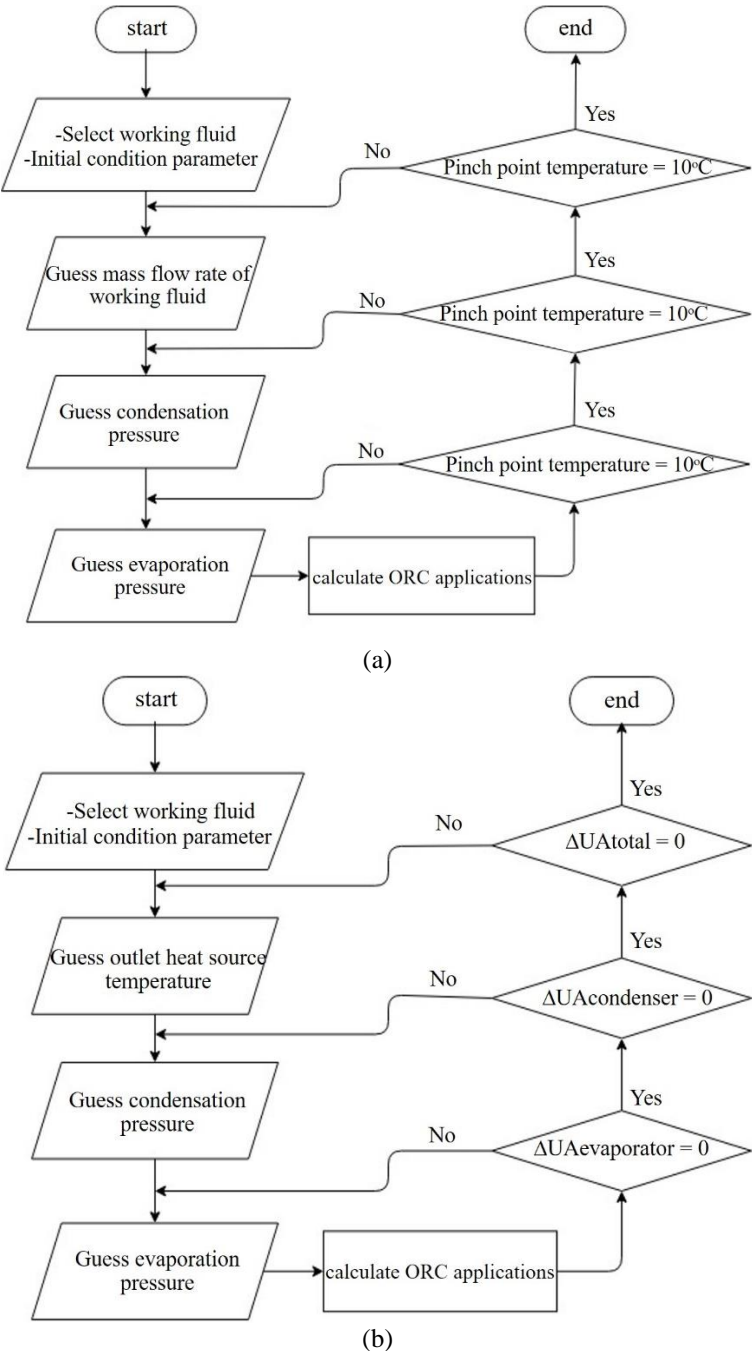 start
end
Yes
-Select working fluid
-Initial condition parameter
No
Pinch point temperature = 10°C
Yes
Guess mass flow rate of
working fluid
No
Pinch point temperature = 10°C
Yes
Guess condensation
pressure
No
Pinch point temperature = 10°C
Guess evaporation
pressure
calculate ORC applications
(a)
start
end
Yes
-Select working fluid
-Initial condition parameter
No
ΔUAtotal = 0
Yes
Guess outlet heat source
temperature
No
ΔUAcondenser = 0
Yes
Guess condensation
pressure
No
ΔUAevaporator = 0
Guess evaporation
pressure
calculate ORC applications
(b)